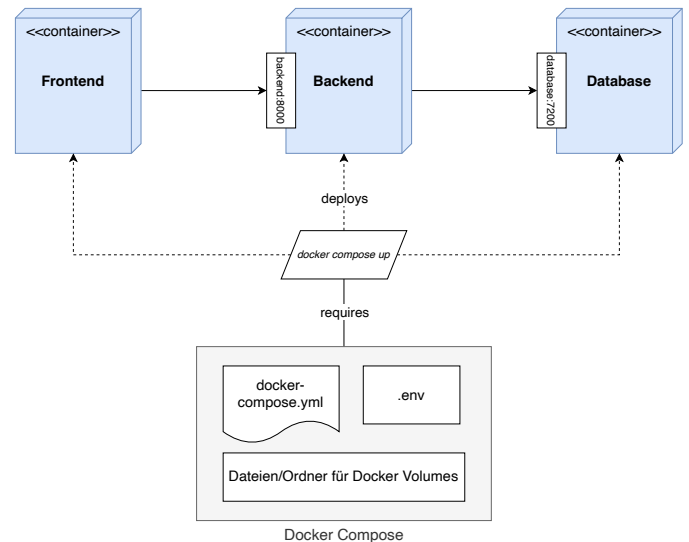 <<container>>
Frontend
<<container>>
backend:8000
Backend
<<container>>
database:7200
Database
deploys
docker compose up
requires
docker-
compose.yml
.env
Dateien/Ordner für Docker Volumes
Docker Compose